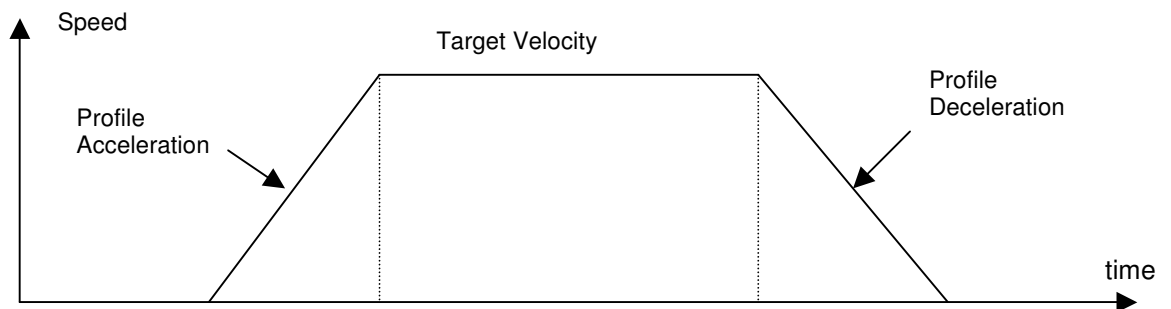 Speed
Target Velocity
Profile
Deceleration
Profile
Acceleration
time